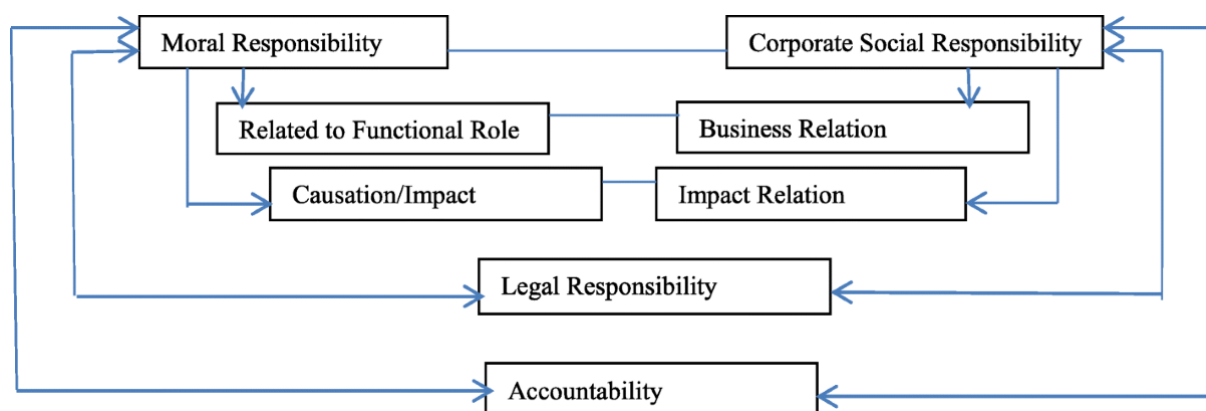 Moral Responsibility
Corporate Social Responsibility
Related to Functional Role
Business Relation
Causation/Impact
Impact Relation
Legal Responsibility
Accountability